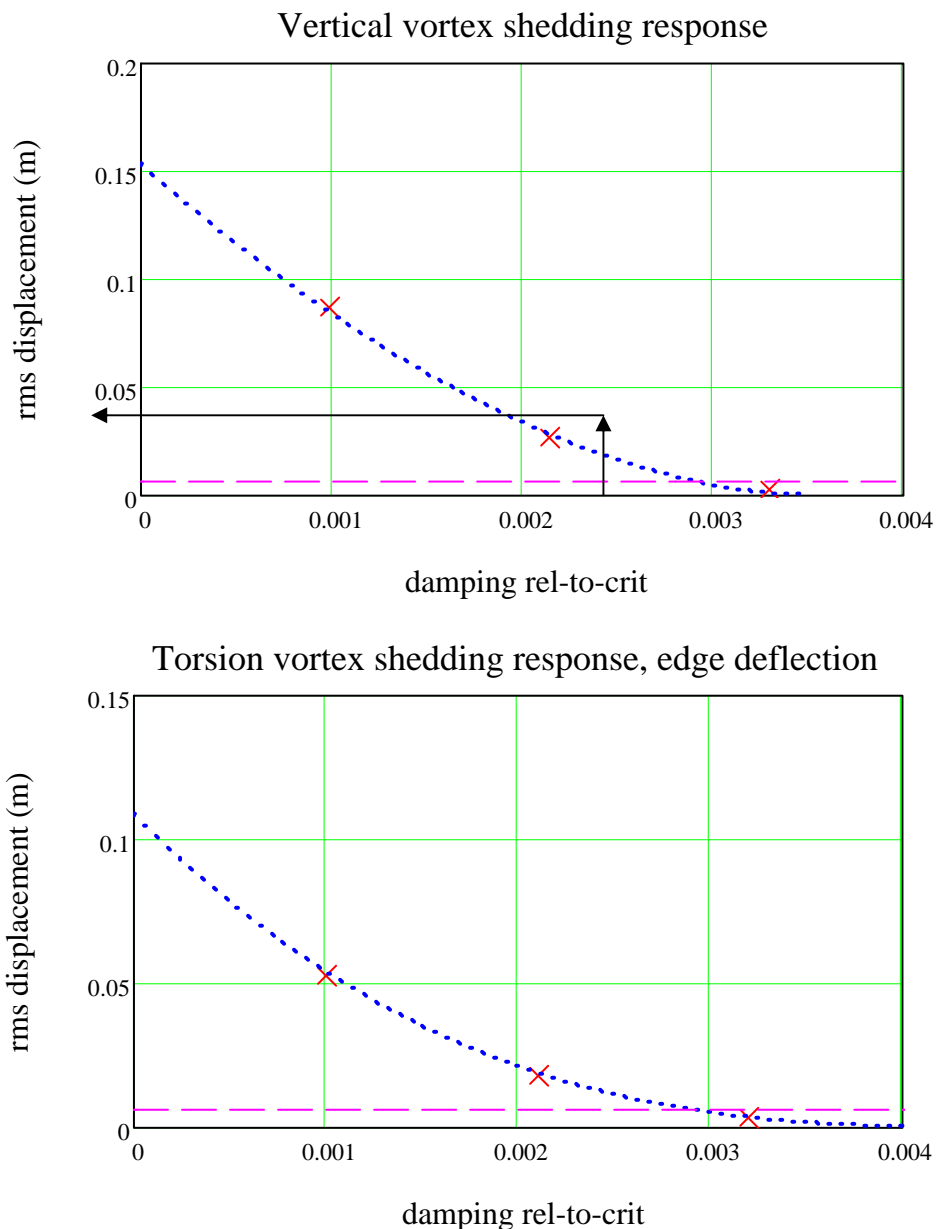 Vertical vortex shedding response
0.2
0.15
0.1
0.05
0
rms displacement (m)
0 0.001 0.002 0.003 0.004
damping rel-to-crit
Torsion vortex shedding response, edge deflection
0.15
0.1
0.05
0
rms displacement (m)
0 0.001 0.002 0.003 0.004
damping rel-to-crit